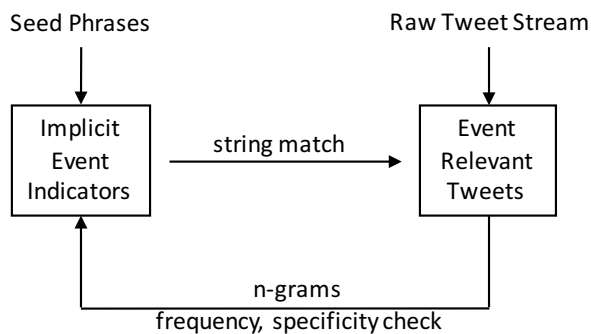 Seed Phrases
Raw Tweet Stream
Implicit
Event
Indicators
string match
Event
Relevant
Tweets
n-grams
frequency, specificity check